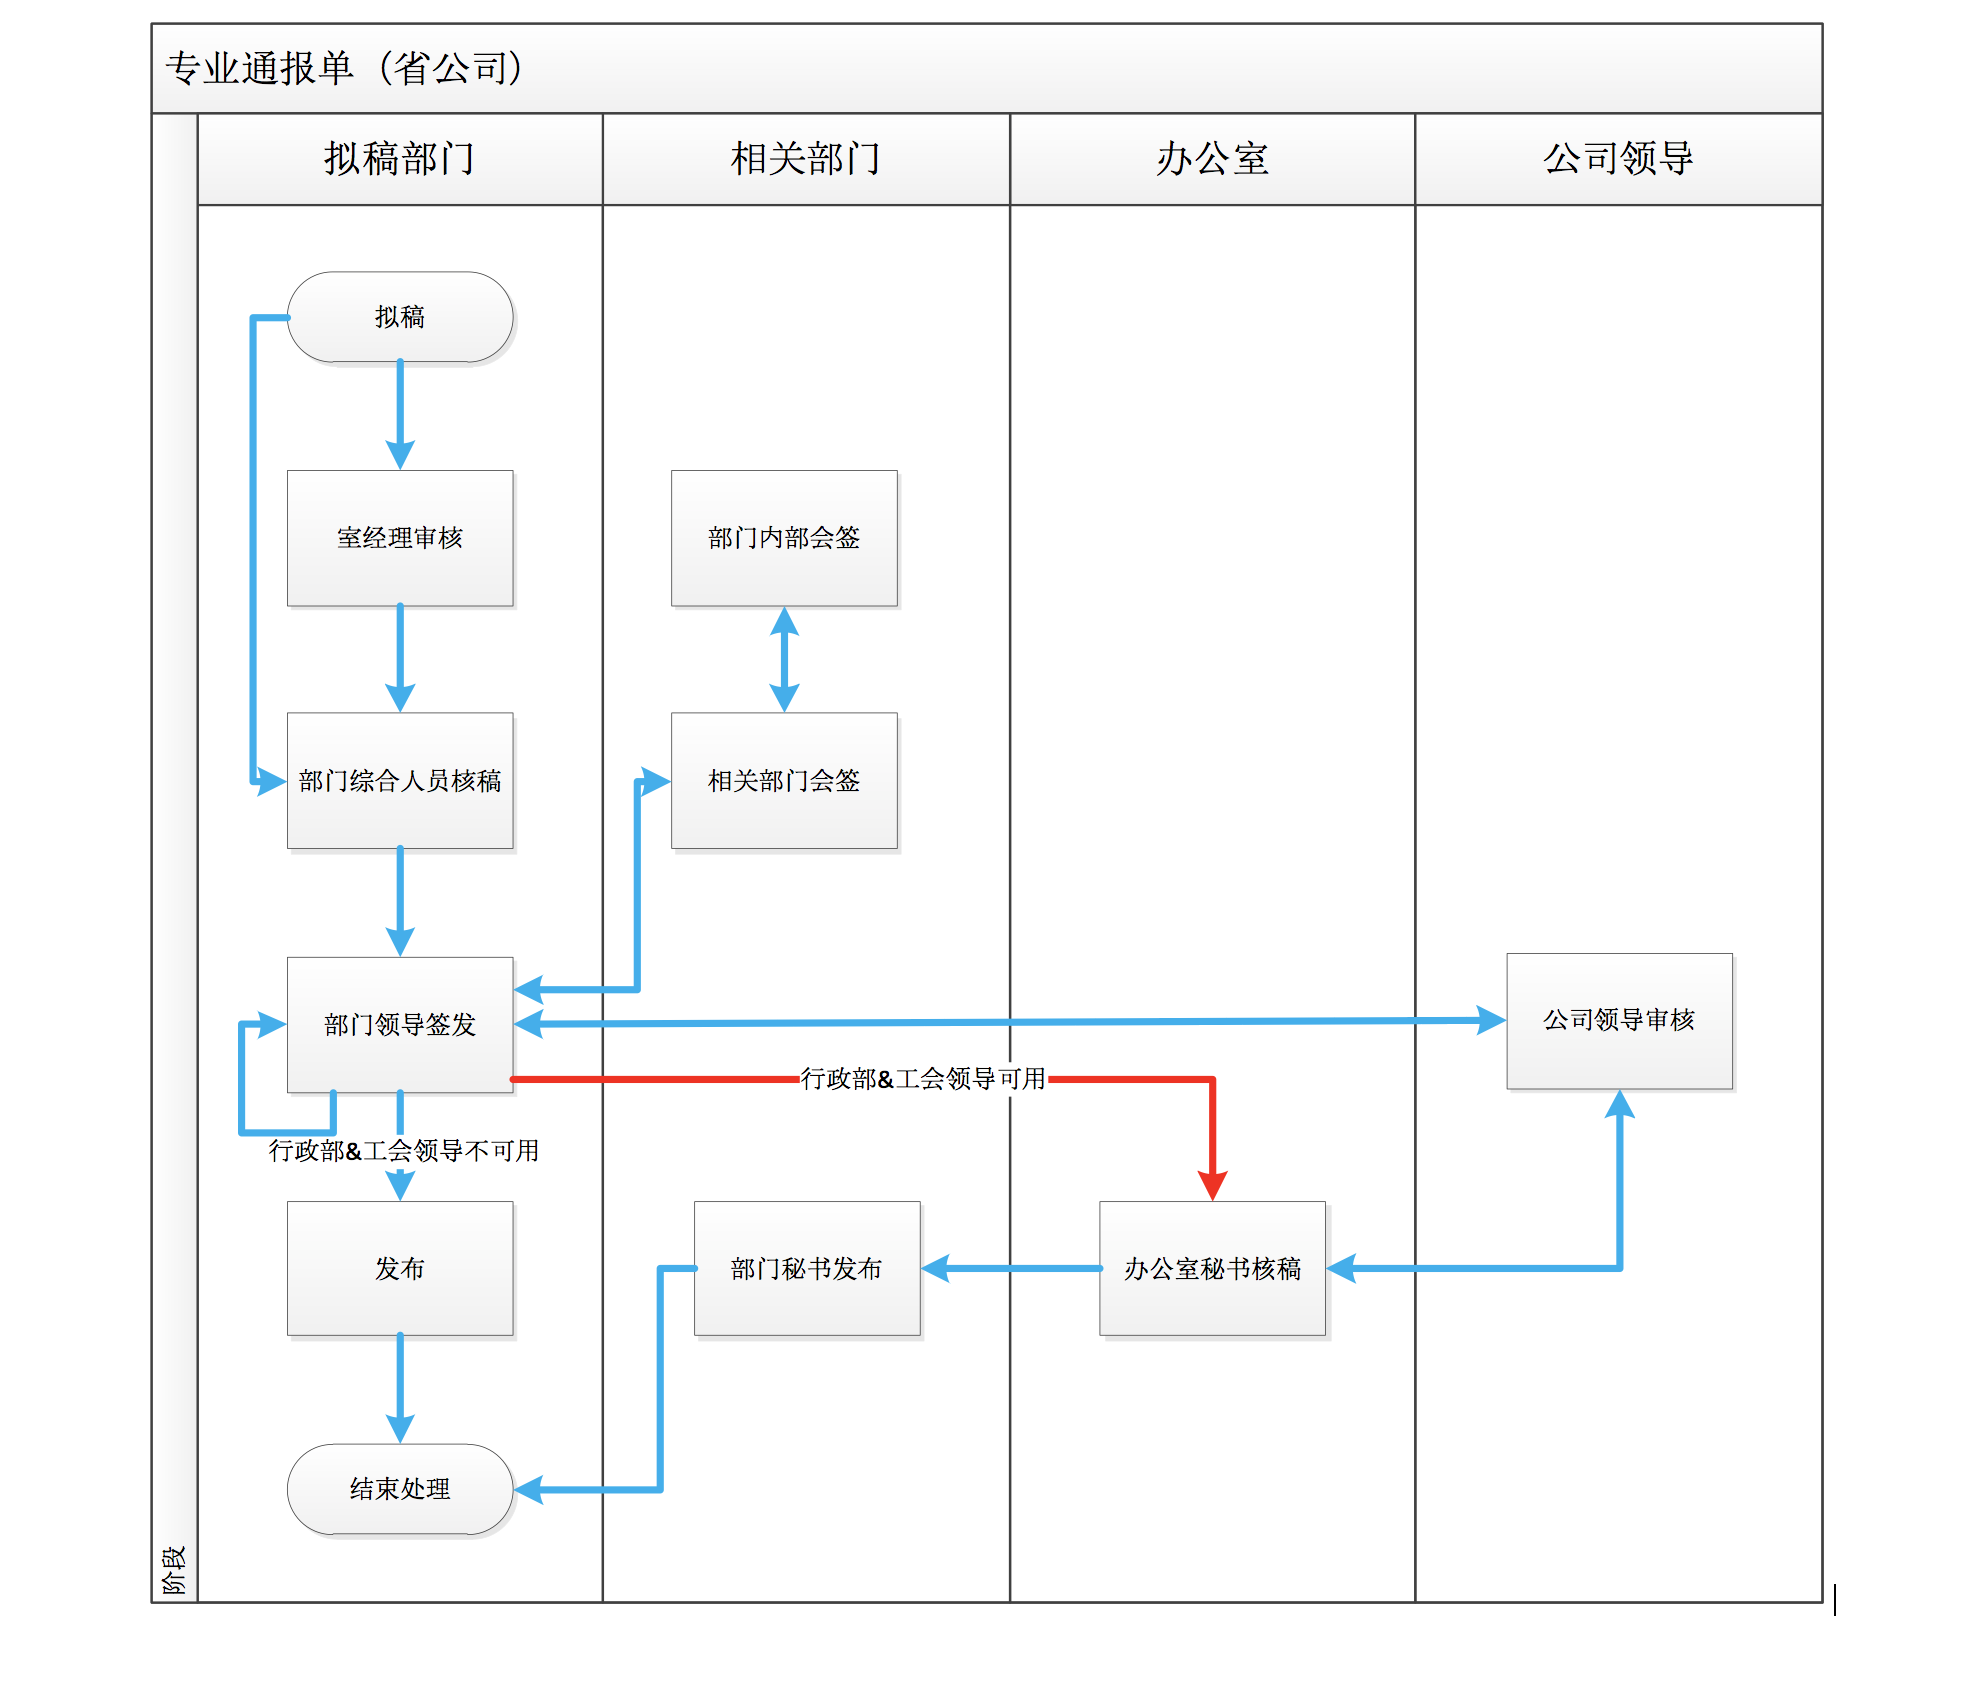 专业通报单（省公司）
拟稿部门
相关部门
办公室
公司领导
拟稿
室经理审核
部门内部会签
部门综合人员核稿
相关部门会签
部门领导签发
公司领导审核
行政部&工会领导可用
行政部&工会领导不可用
发布
部门秘书发布
办公室秘书核稿
结束处理
阶段